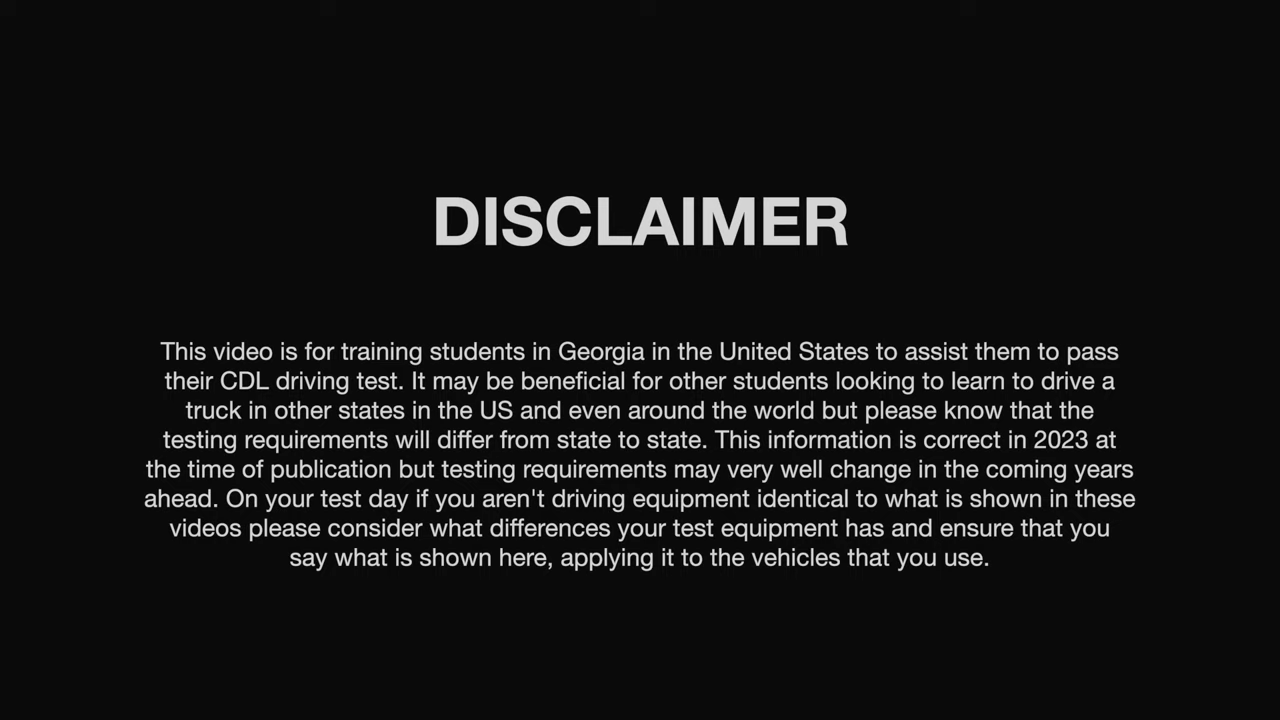 DISCLAIMER
This video is for training students in Georgia in the United States to assist them to pass
their CDL driving test. It may be beneficial for other students looking to learn to drive a
truck in other states in the US and even around the world but please know that the
testing requirements will differ from state to state. This information is correct in 2023 at
the time of publication but testing requirements may very well change in the coming years
ahead. On your test day if you aren't driving equipment identical to what is shown in these
videos please consider what differences your test equipment has and ensure that you
say what is shown here, applying it to the vehicles that you use.